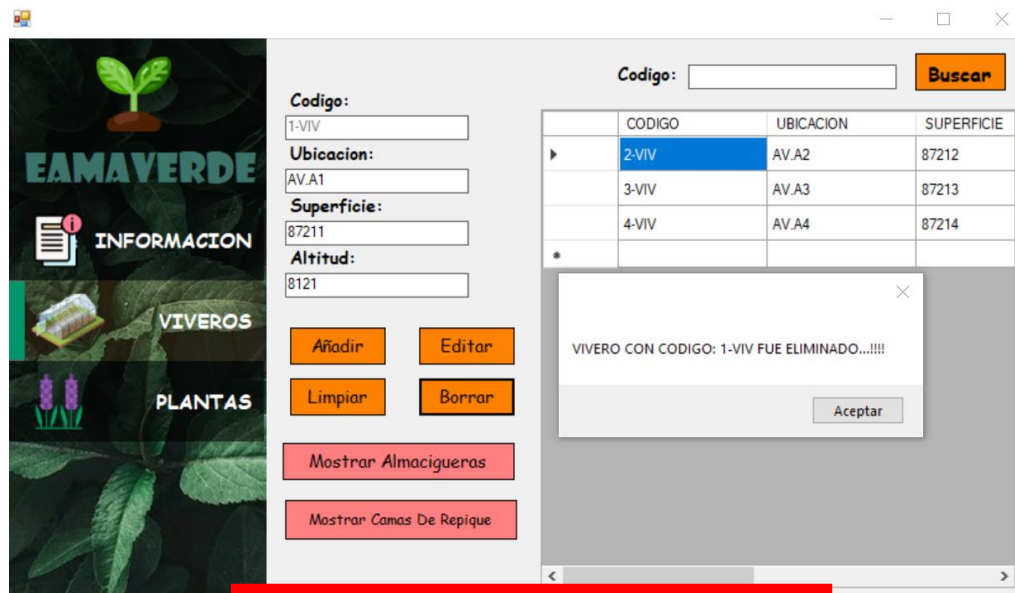 EAMAVERDE
INFORMACION
VIVEROS
PLANTAS
Codigo:
1-VIV
Ubicacion:
AV.A1
Superficie:
87211
Altitud:
8121
Añadir Editar
Limpiar Borrar
Mostrar Almacigueras
Mostrar Camas De Repique
Codigo: Buscar
CODIGO UBICACION SUPERFICIE
2-VIV AV.A2 87212
3-VIV AV.A3 87213
4-VIV AV.A4 87214
VIVERO CON CODIGO: 1-VIV FUE ELIMINADO...!!!!
Aceptar